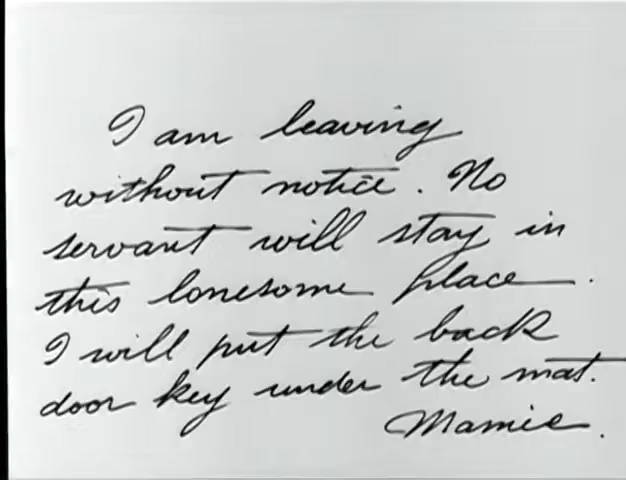 I am leaving
without notice. No
servant will stay in
this lonesome place.
I will put the back
door key under the mat.
Mamie.